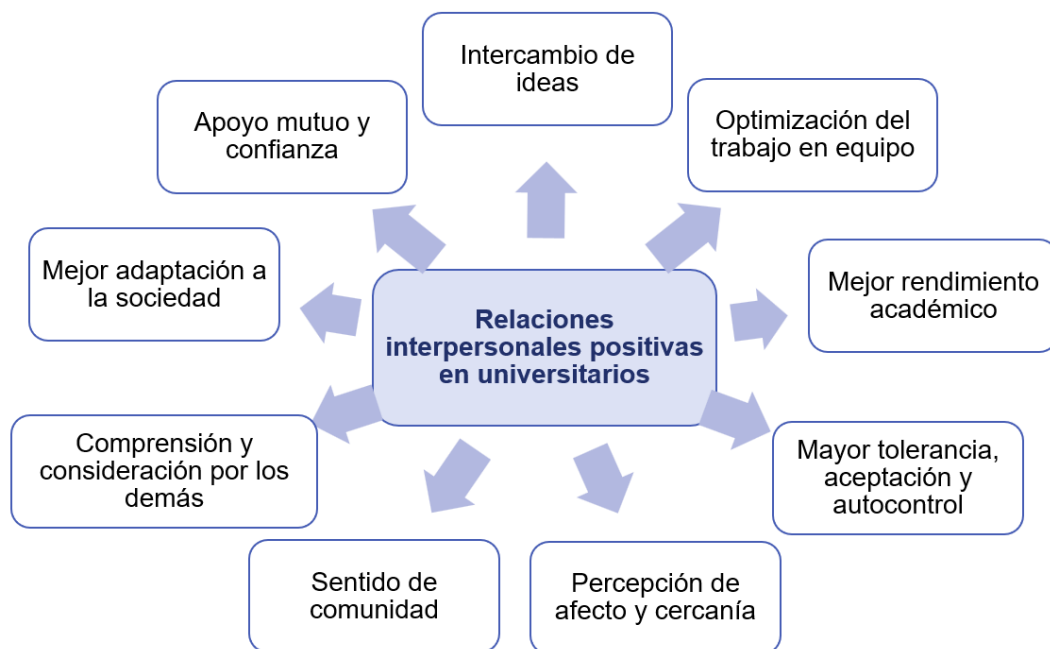 Intercambio de
ideas
Apoyo mutuo y
confianza
Optimización del
trabajo en equipo
Mejor adaptación a
la sociedad
Mejor rendimiento
académico
Relaciones
interpersonales positivas
en universitarios
Comprensión y
consideración por los
demás
Mayor tolerancia,
aceptación y
autocontrol
Sentido de
comunidad
Percepción de
afecto y cercanía